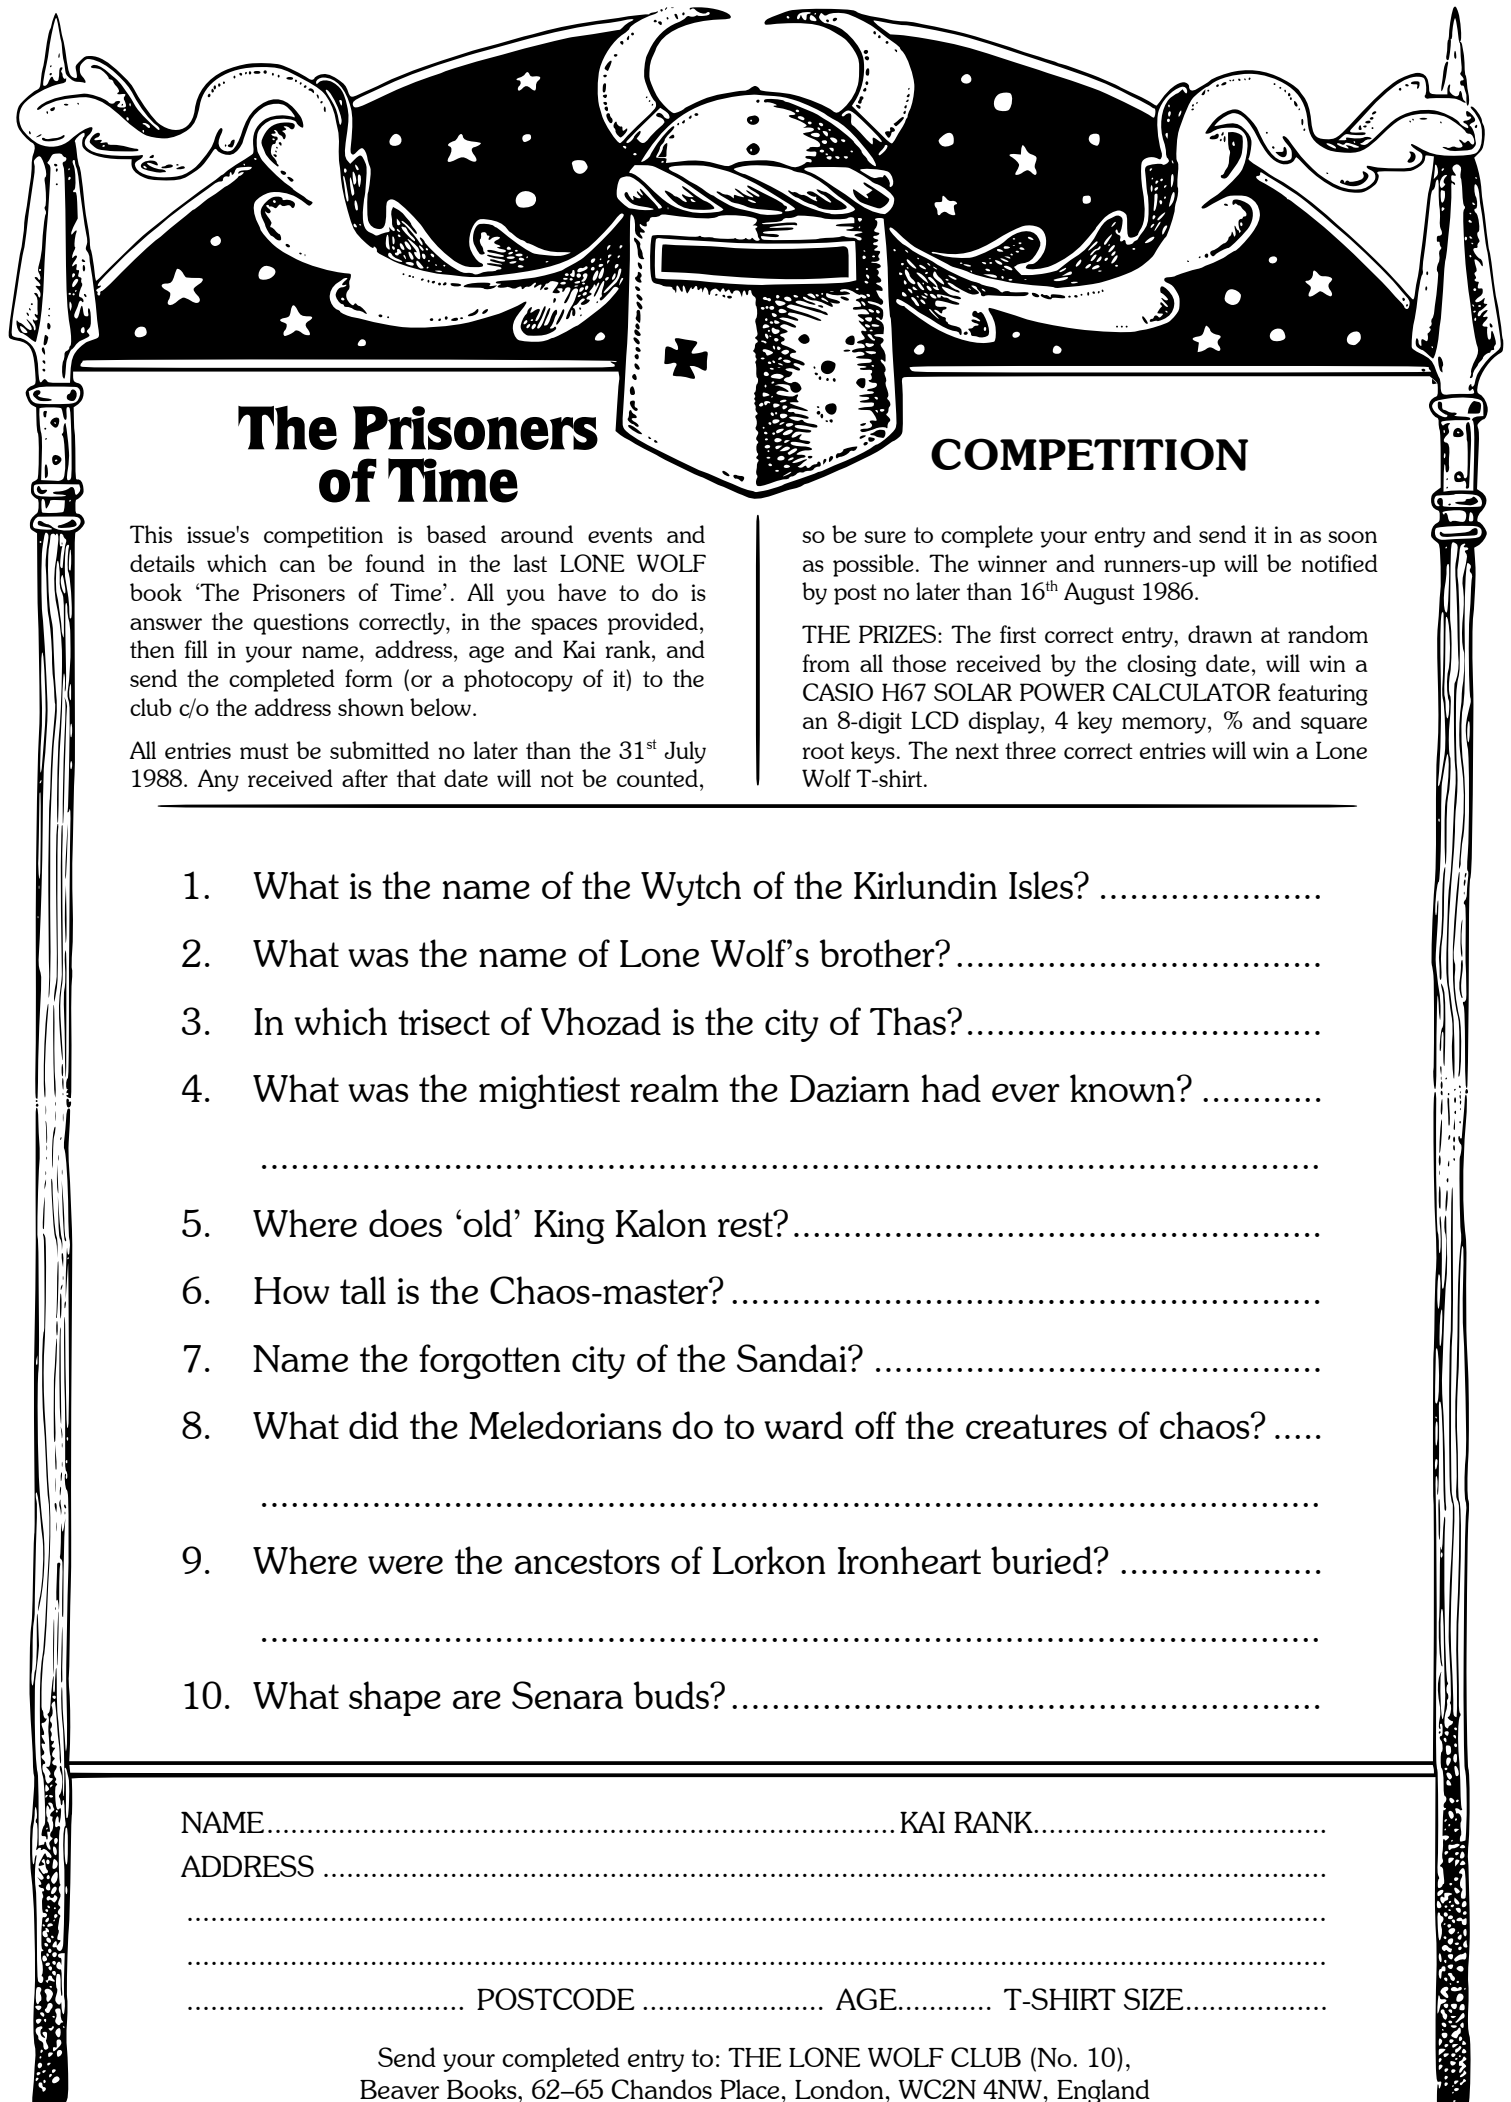 The Prisoners
of Time
This issue's competition is based around events and
details which can be found in the last LONE WOLF
book ‘The Prisoners of Time’. All you have to do is
answer the questions correctly, in the spaces provided,
then fill in your name, address, age and Kai rank, and
send the completed form (or a photocopy of it) to the
club c/o the address shown below.
All entries must be submitted no later than the 31st July
1988. Any received after that date will not be counted,
COMPETITION
so be sure to complete your entry and send it in as soon
as possible. The winner and runners-up will be notified
by post no later than 16th August 1986.
THE PRIZES: The first correct entry, drawn at random
from all those received by the closing date, will win a
CASIO H67 SOLAR POWER CALCULATOR featuring
an 8-digit LCD display, 4 key memory, % and square
root keys. The next three correct entries will win a Lone
Wolf T-shirt.
1. What is the name of the Wytch of the Kirlundin Isles? ......................
2. What was the name of Lone Wolf’s brother?....................................
3. In which trisect of Vhozad is the city of Thas?...................................
4. What was the mightiest realm the Daziarn had ever known? ............
........................................................................................................
5. Where does ‘old’ King Kalon rest?....................................................
6. How tall is the Chaos-master? ..........................................................
7. Name the forgotten city of the Sandai? ............................................
8. What did the Meledorians do to ward off the creatures of chaos? .....
........................................................................................................
9. Where were the ancestors of Lorkon Ironheart buried? ....................
........................................................................................................
10. What shape are Senara buds?..........................................................
NAME...............................................................................KAI RANK.....................................
ADDRESS ..............................................................................................................................
................................................................................................................................................
................................................................................................................................................
................................... POSTCODE ....................... AGE............ T-SHIRT SIZE..................
Send your completed entry to: THE LONE WOLF CLUB (No. 10),
Beaver Books, 62–65 Chandos Place, London, WC2N 4NW, England